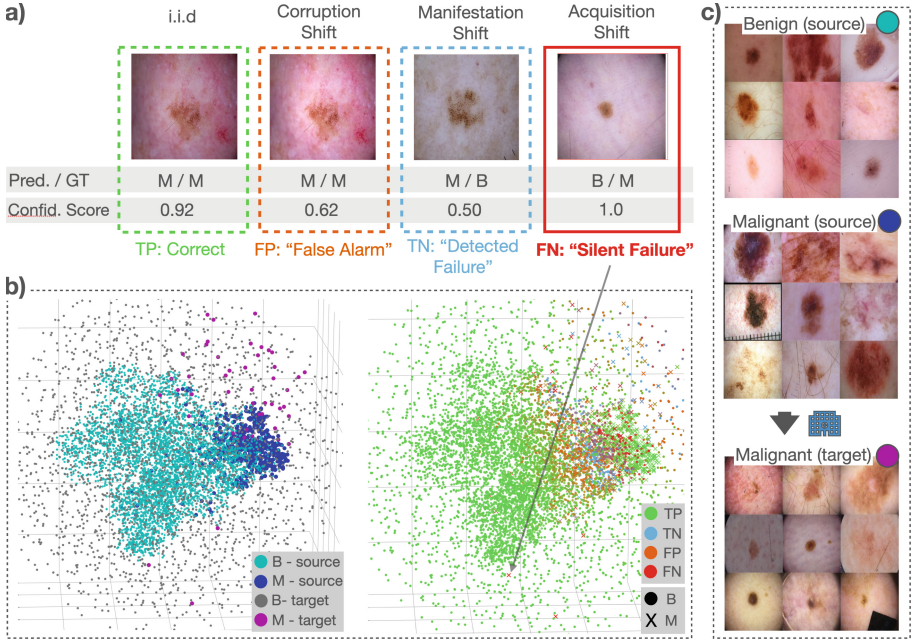 a)
i.i.d
Corruption
Shift
Manifestation
Shift
Acquisition
Shift
Pred. / GT
M / M
M / M
M / B
B / M
Confid. Score
0.92
0.62
0.50
1.0
TP: Correct
FP: “False Alarm”
TN: “Detected
Failure”
FN: “Silent Failure”
b)
B - source
M - source
B- target
M - target
TP
TN
FP
FN
B
X M
c)
Benign (source)
Malignant (source)
Malignant (target)